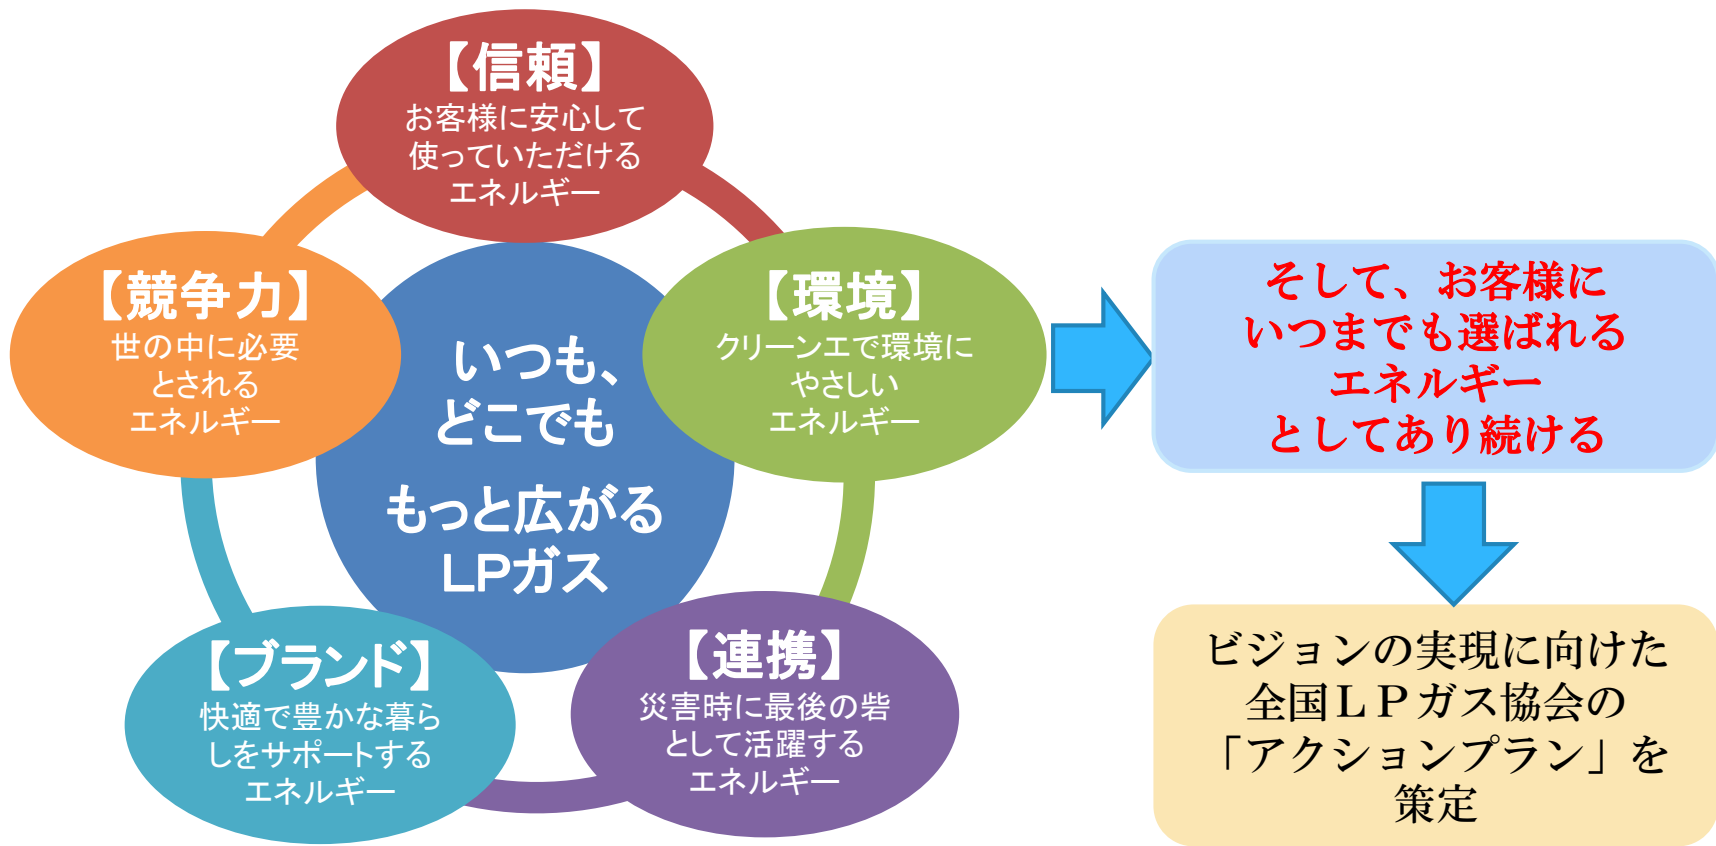 【信頼】
お客様に安心して
使っていただける
エネルギー
【競争力】
世の中に必要
とされる
エネルギー
いつも、
どこでも
もっと広がる
LPガス
【環境】
クリーンエで環境に
やさしい
エネルギー
【ブランド】
快適で豊かな暮ら
しをサポートする
エネルギー
【連携】
災害時に最後の砦
として活躍する
エネルギー
そして、お客様に
いつまでも選ばれる
エネルギー
としてあり続ける
ビジョンの実現に向けた
全国ＬＰガス協会の
「アクションプラン」を
策定